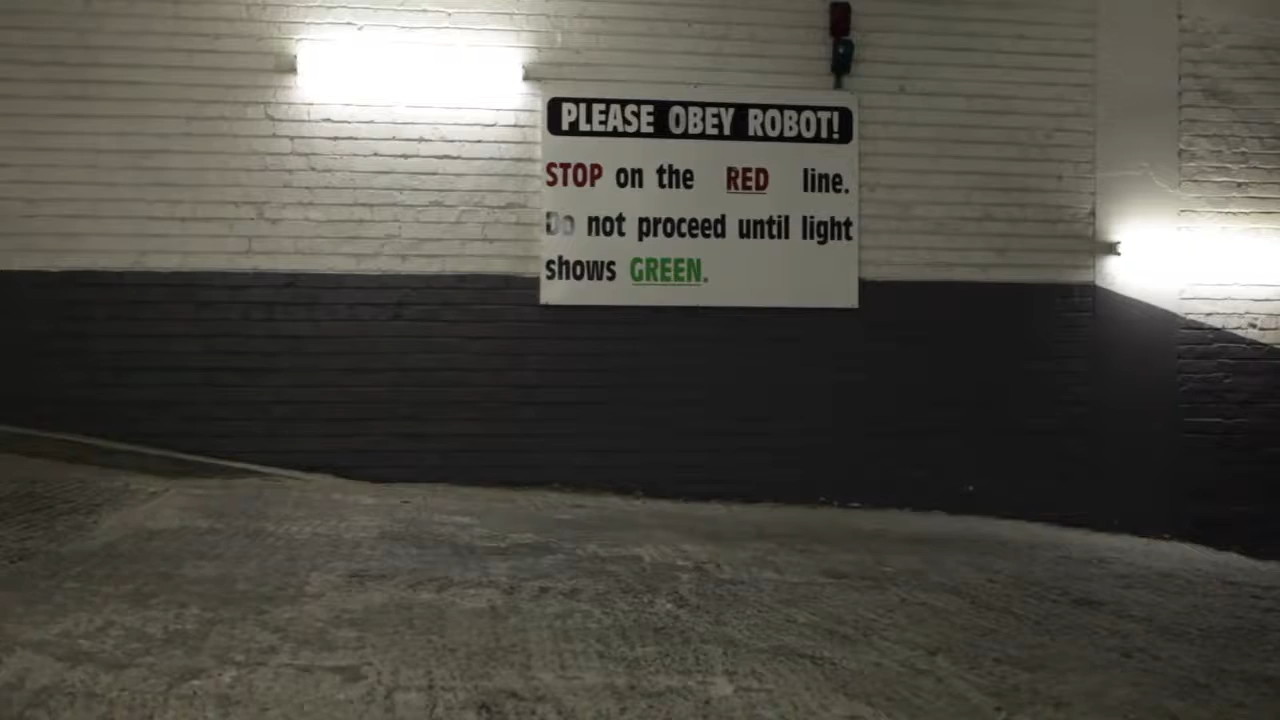 PLEASE OBEY ROBOT!
STOP on the RED line.
Do not proceed until light
shows GREEN.